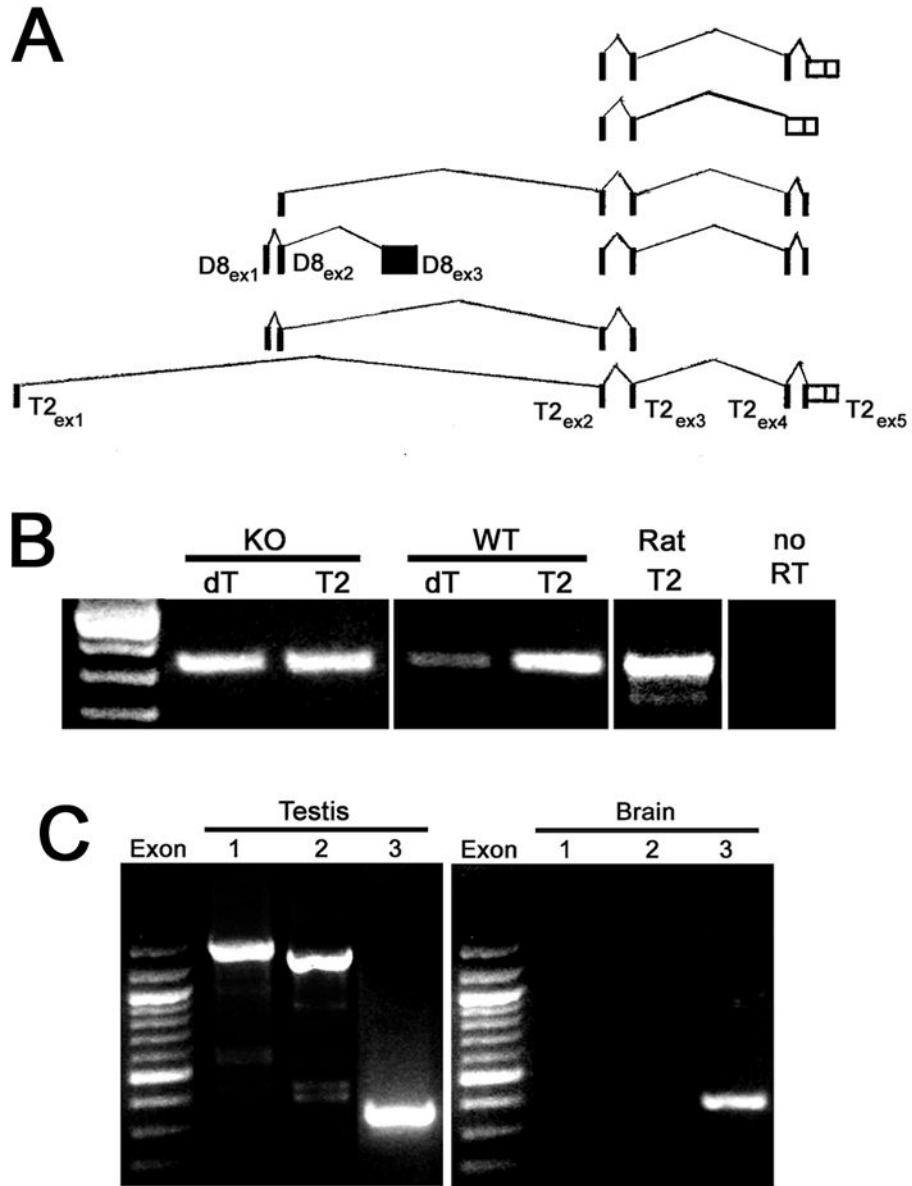 A
D8ex1 D8ex2 D8ex3
T2ex1 T2ex2 T2ex3 T2ex4 T2ex5
B
KO WT Rat no
dT T2 dT T2 T2 RT
C
Testis Brain
Exon 1 2 3 Exon 1 2 3